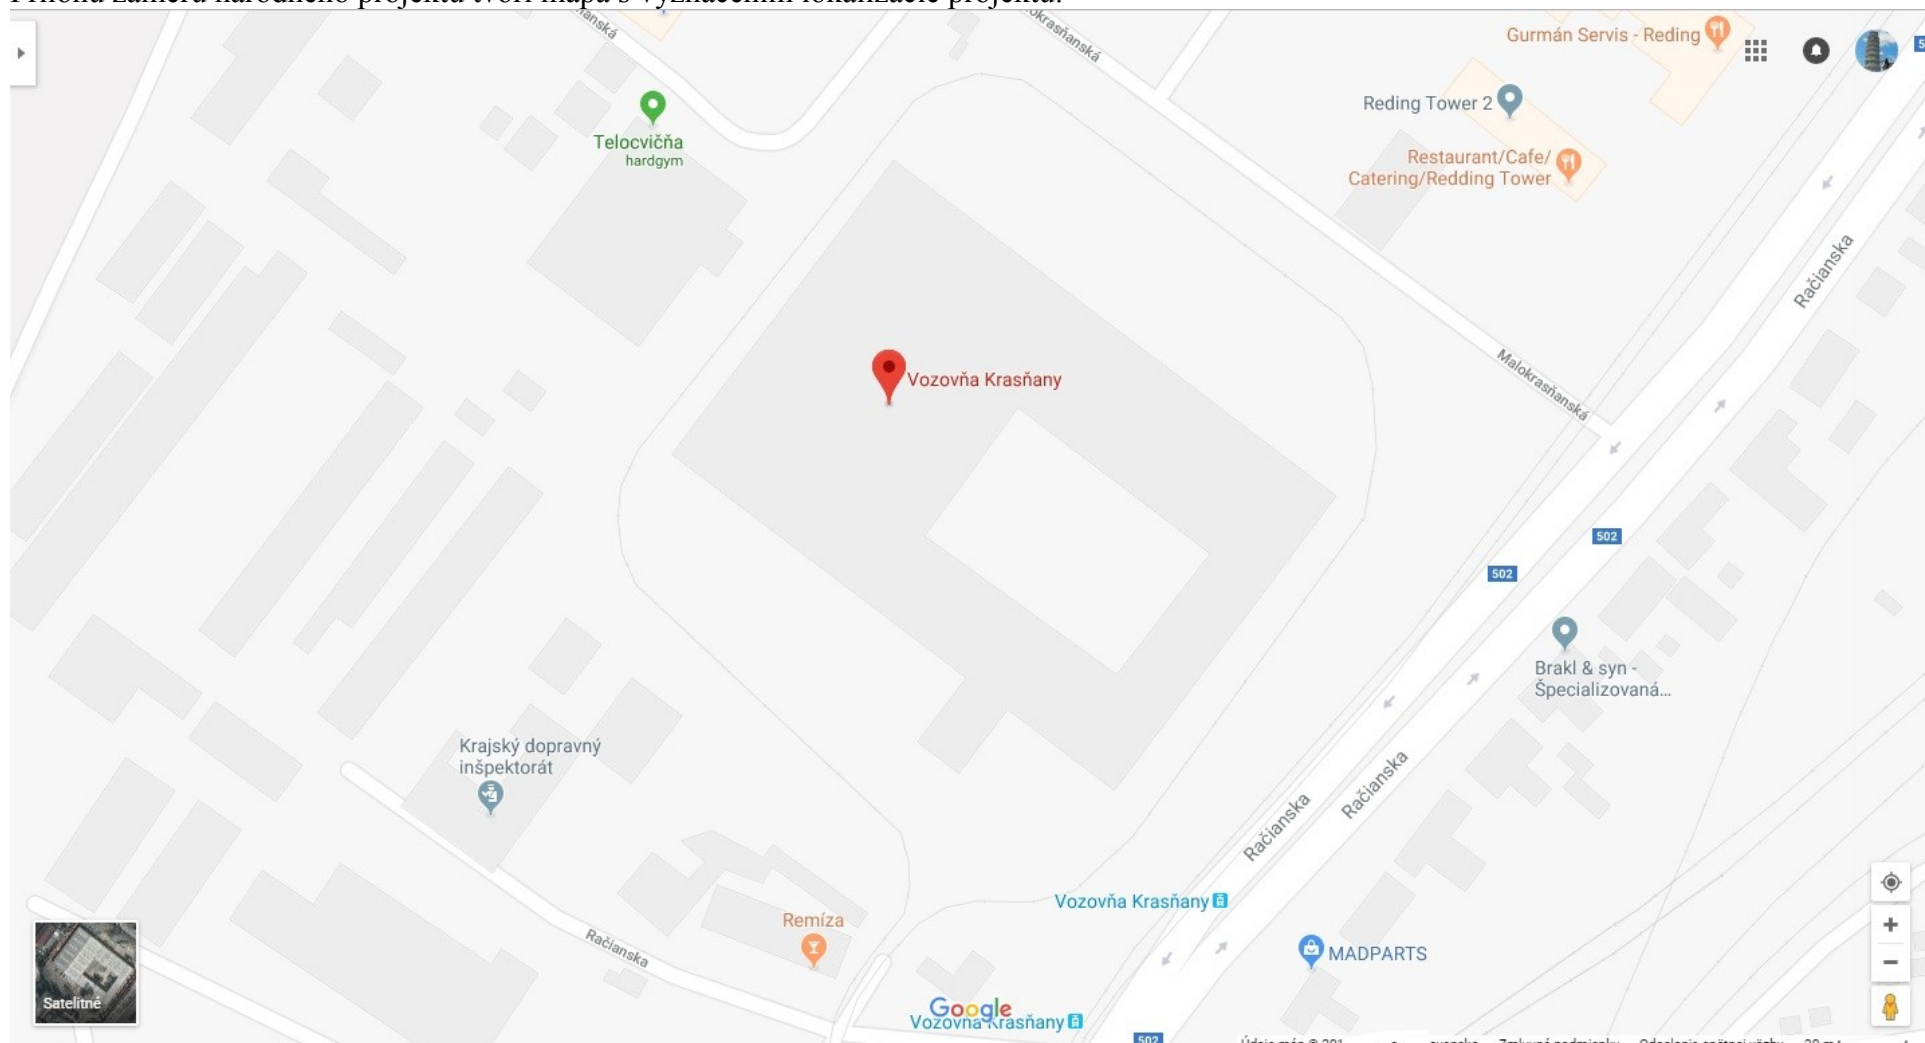 Gurmán Servis - Reding
Reding Tower 2
Telocvičňa
hardgym
Restaurant/Cafe/
Catering/Redding Tower
Račianska
Malokrasňanská
Vozovňa Krasňany
502
502
Brakl & syn -
Špecializovaná...
Krajský dopravný
inšpektorát
Račianska
Račianska
Vozovňa Krasňany
Remíza
Račianska
MADPARTS
Satelitné
Google
Vozovňa Krasňany
502